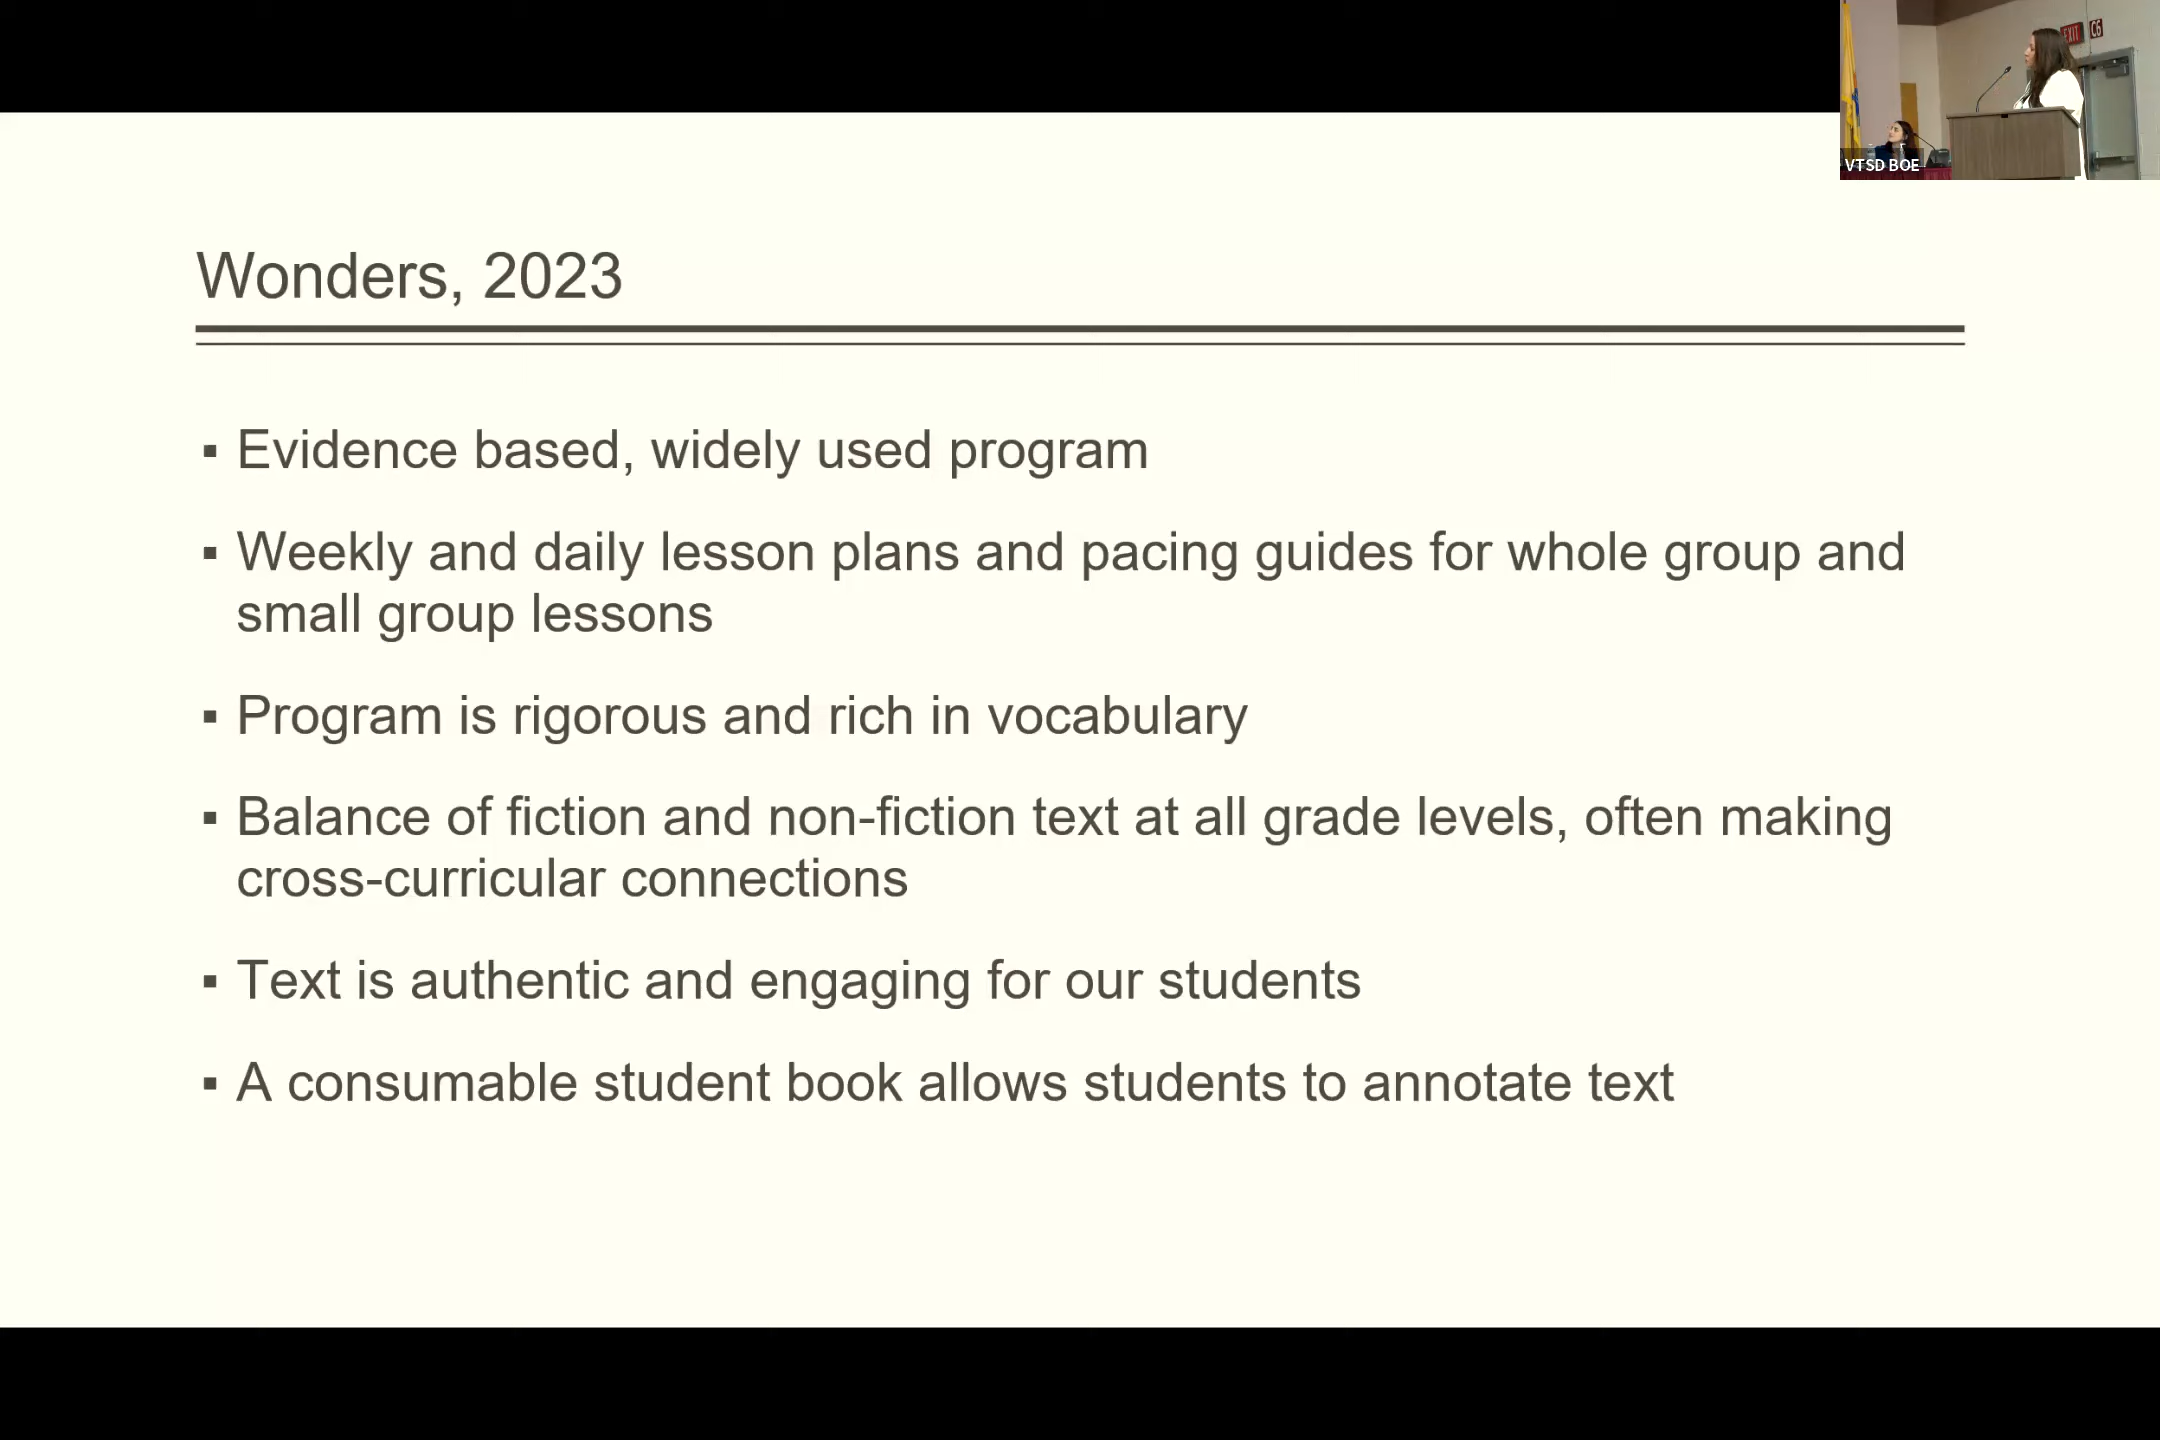 EXIT
C6
VTSD BOE
Wonders, 2023
▪ Evidence based, widely used program
▪ Weekly and daily lesson plans and pacing guides for whole group and
small group lessons
▪ Program is rigorous and rich in vocabulary
▪ Balance of fiction and non-fiction text at all grade levels, often making
cross-curricular connections
▪ Text is authentic and engaging for our students
▪ A consumable student book allows students to annotate text